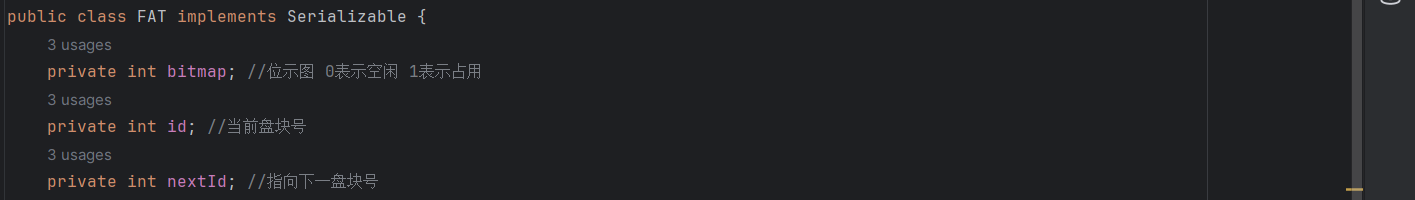 public class FAT implements Serializable {
3 usages
private int bitmap; //位示图 0表示空闲 1表示占用
3 usages
private int id; //当前盘块号
3 usages
private int nextId; //指向下一盘块号